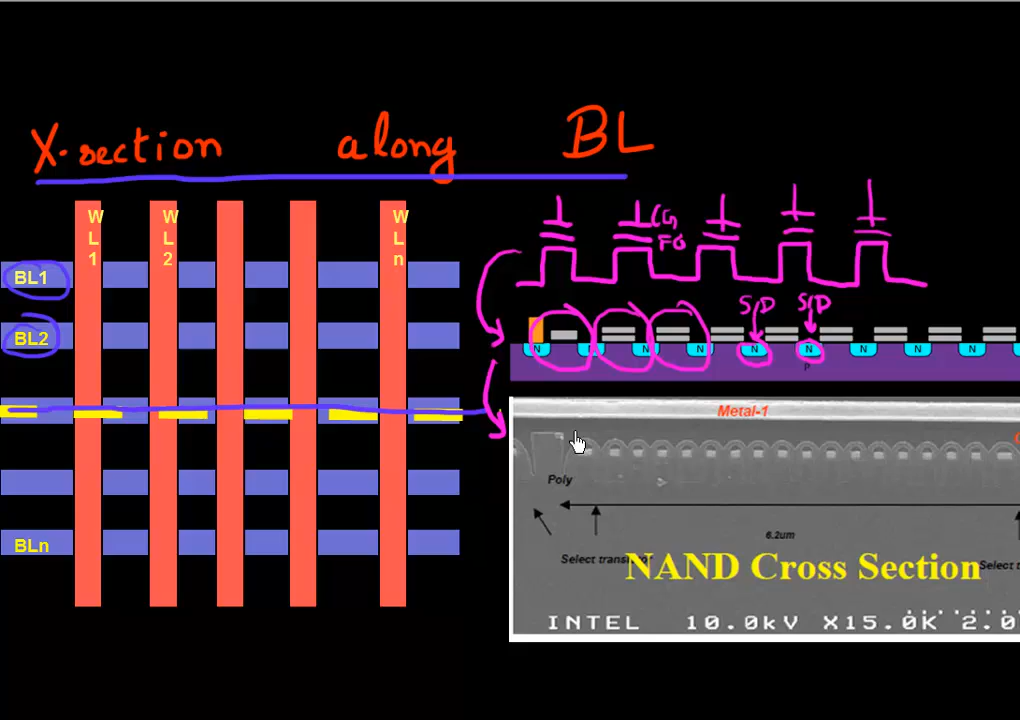 X-section along BL
WL1 WL2 WLn
BL1
BL2
BLn
CG
FG
S/D S/D
N N N N N N N N N
P
Metal-1
Poly
6.2um
Select
NAND Cross Section
Select t
INTEL 10.0kV X15.0K 2.0